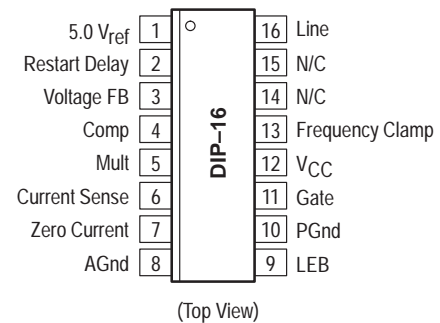 5.0 Vref 1
Restart Delay 2
Voltage FB 3
Comp 4
Mult 5
Current Sense 6
Zero Current 7
AGnd 8
DIP–16
16 Line
15 N/C
14 N/C
13 Frequency Clamp
12 VCC
11 Gate
10 PGnd
9 LEB
(Top View)